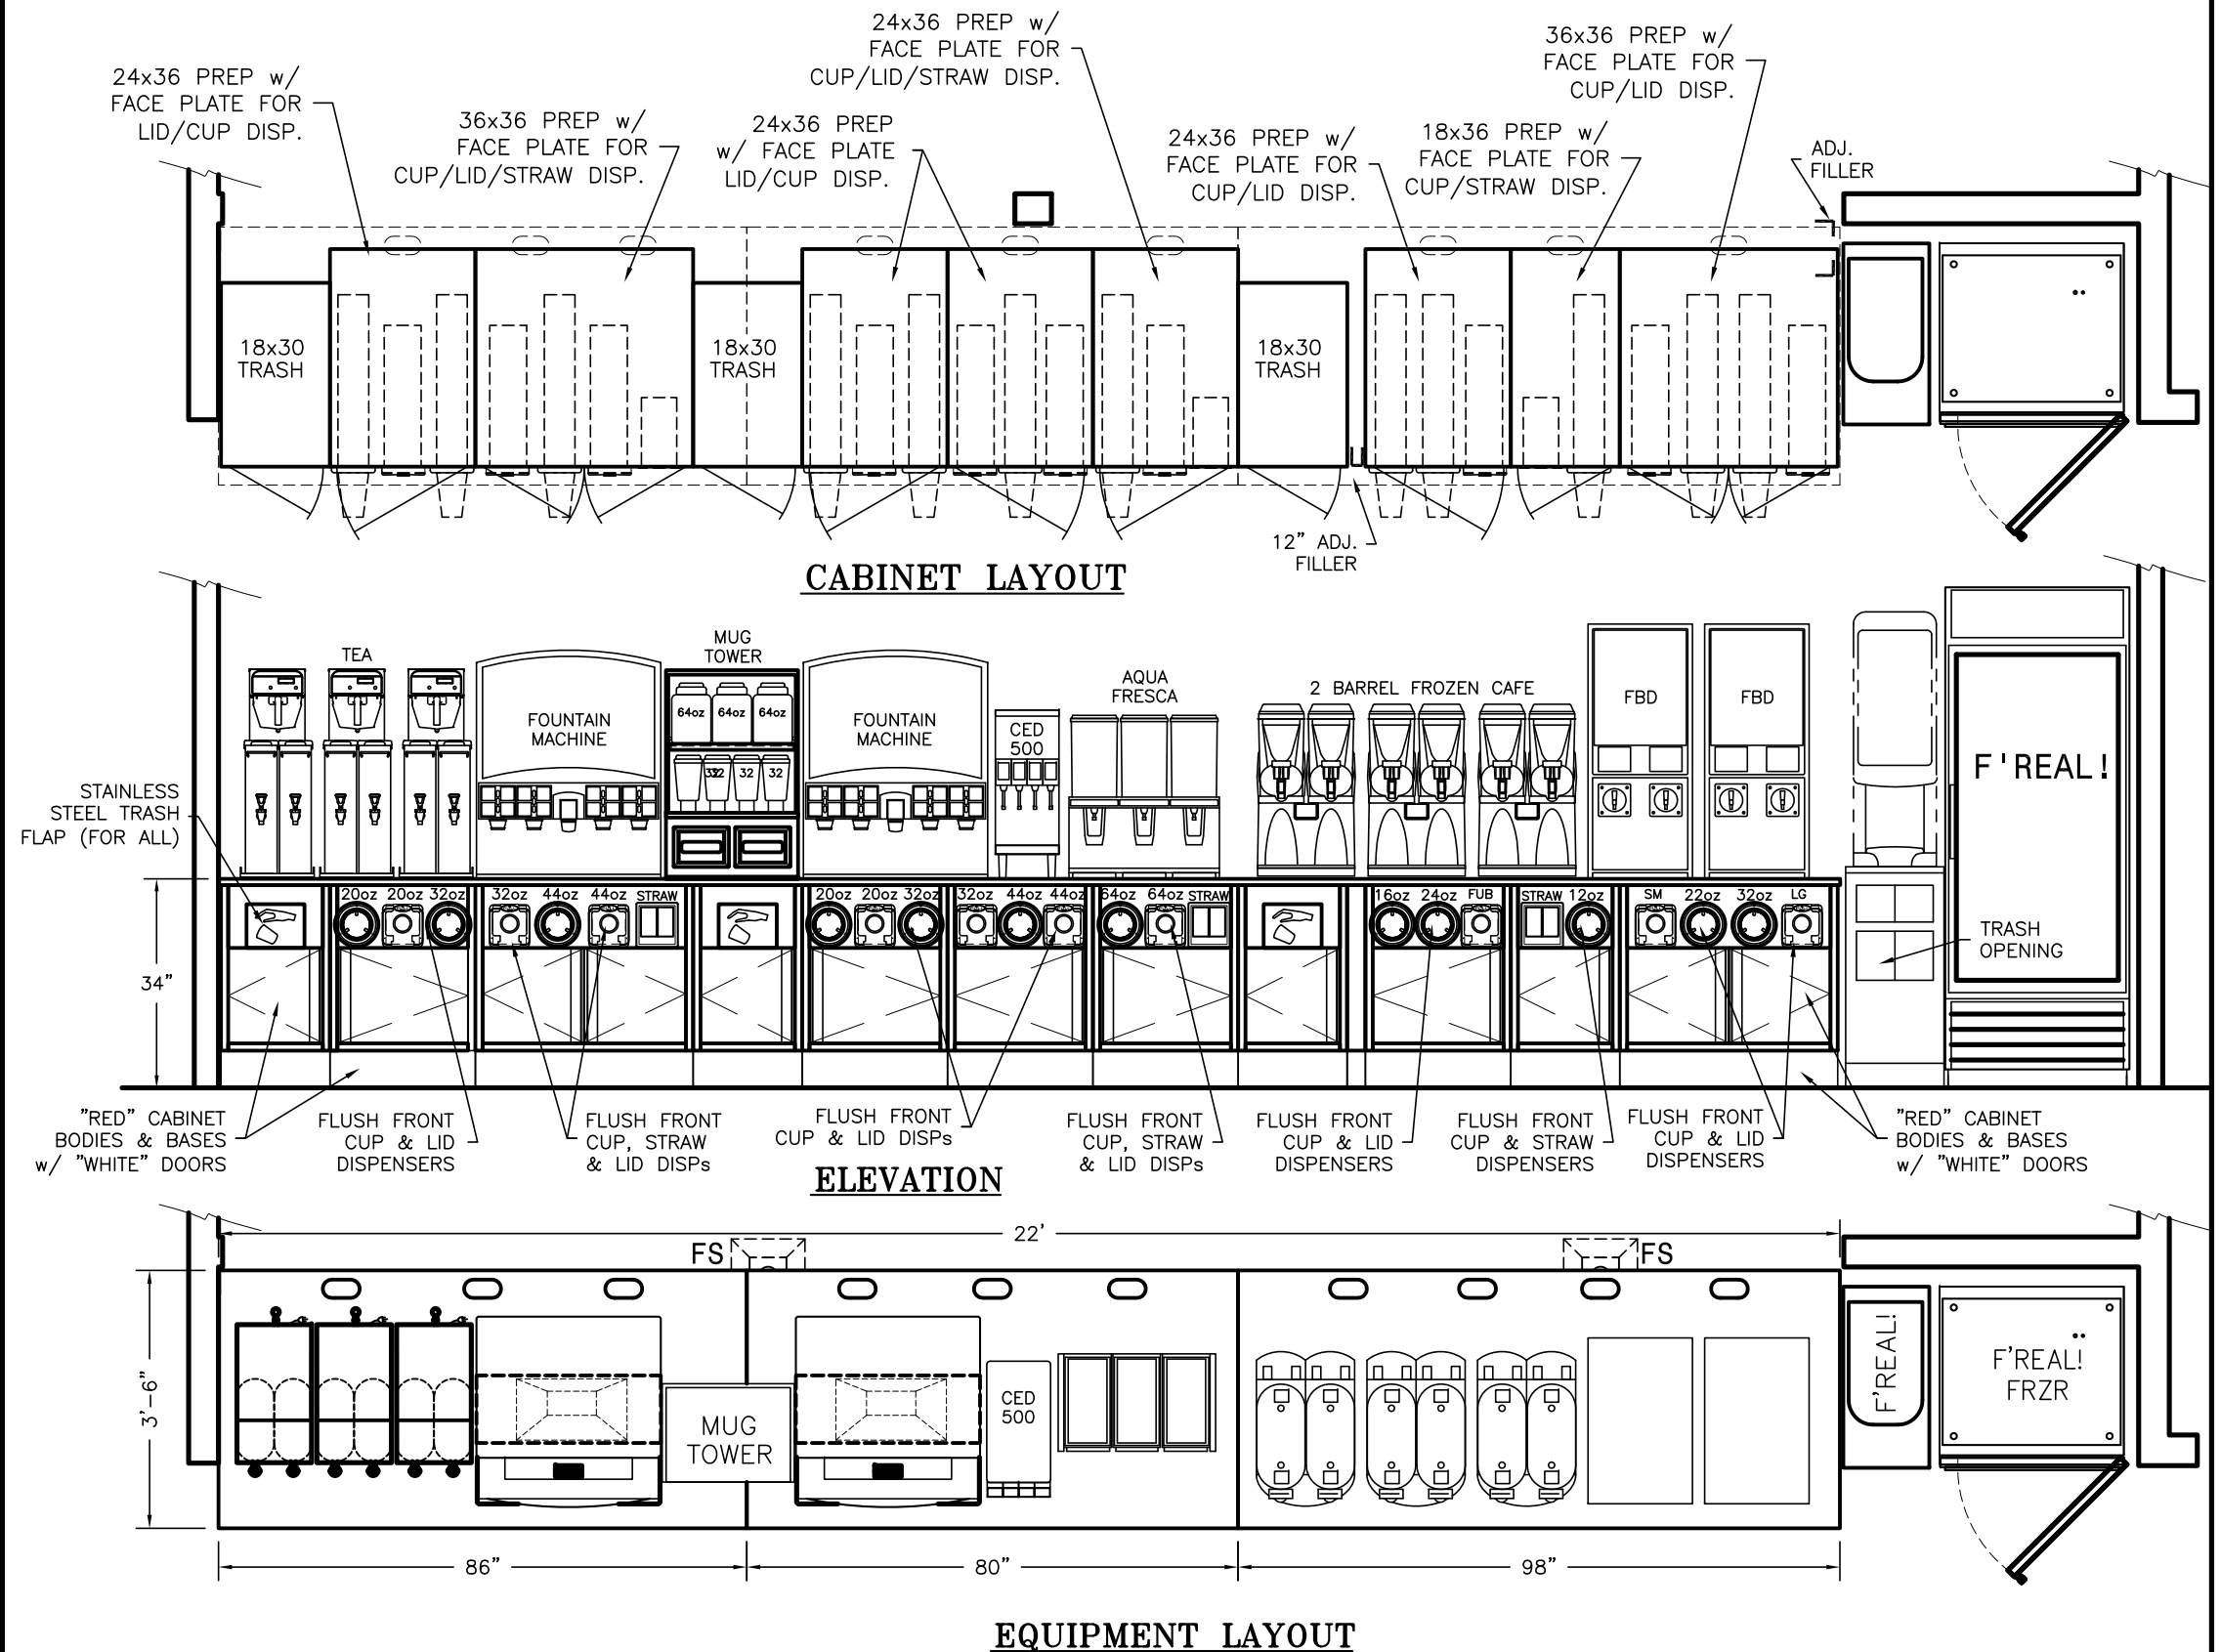 24x36 PREP w/
FACE PLATE FOR
LID/CUP DISP.
36x36 PREP w/
FACE PLATE FOR
CUP/LID/STRAW DISP.
24x36 PREP w/
FACE PLATE FOR
CUP/LID/STRAW DISP.
24x36 PREP
w/ FACE PLATE
LID/CUP DISP.
24x36 PREP w/
FACE PLATE FOR
CUP/LID DISP.
18x36 PREP w/
FACE PLATE FOR
CUP/STRAW DISP.
36x36 PREP w/
FACE PLATE FOR
CUP/LID DISP.
ADJ.
FILLER
18x30
TRASH
18x30
TRASH
18x30
TRASH
12" ADJ.
FILLER
CABINET LAYOUT
TEA
FOUNTAIN
MACHINE
MUG
TOWER
64oz 64oz 64oz
32 32 32 32
FOUNTAIN
MACHINE
CED
500
AQUA
FRESCA
2 BARREL FROZEN CAFE
FBD
FBD
F'REAL!
STAINLESS
STEEL TRASH
FLAP (FOR ALL)
34"
20oz 20oz 32oz
32oz 44oz 44oz STRAW
20oz 20oz 32oz
32oz 44oz 44oz
64oz 64oz STRAW
16oz 24oz FUB
STRAW 12oz
SM 22oz 32oz LG
TRASH
OPENING
"RED" CABINET
BODIES & BASES
w/ "WHITE" DOORS
FLUSH FRONT
CUP & LID
DISPENSERS
FLUSH FRONT
CUP, STRAW
& LID DISPs
FLUSH FRONT
CUP & LID DISPs
FLUSH FRONT
CUP, STRAW
& LID DISPs
FLUSH FRONT
CUP & LID
DISPENSERS
FLUSH FRONT
CUP & STRAW
DISPENSERS
FLUSH FRONT
CUP & LID
DISPENSERS
"RED" CABINET
BODIES & BASES
w/ "WHITE" DOORS
ELEVATION
22'
FS
FS
3'-6"
MUG
TOWER
CED
500
F'REAL!
F'REAL!
FRZR
86"
80"
98"
EQUIPMENT LAYOUT